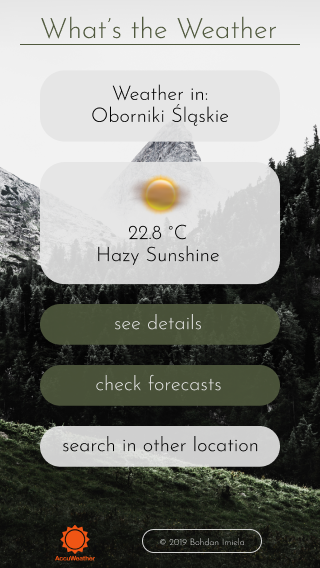 What's the Weather
Weather in:
Oborniki Śląskie
22.8 °C
Hazy Sunshine
see details
check forecasts
search in other location
AccuWeather
© 2019 Bohdan Imiela